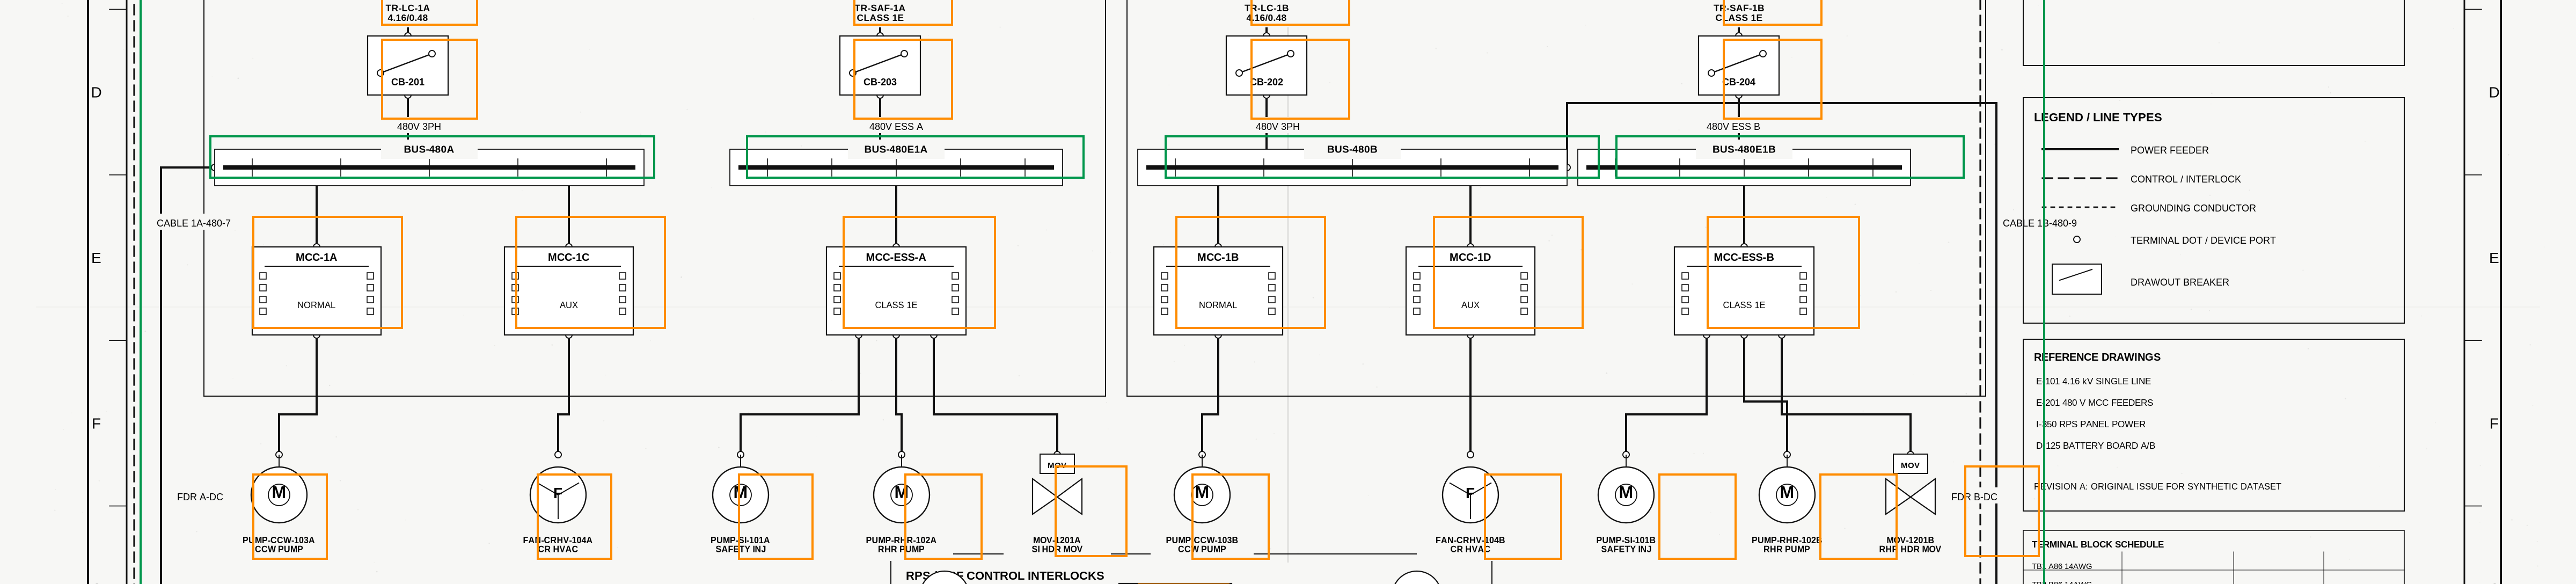 TR-LC-1A
4.16/0.48
TR-SAF-1A
CLASS 1E
TR-LC-1B
4.16/0.48
TR-SAF-1B
CLASS 1E
CB-201
CB-203
CB-202
CB-204
D
D
480V 3PH
480V ESS A
480V 3PH
480V ESS B
BUS-480A
BUS-480E1A
BUS-480B
BUS-480E1B
LEGEND / LINE TYPES
POWER FEEDER
CONTROL / INTERLOCK
GROUNDING CONDUCTOR
TERMINAL DOT / DEVICE PORT
DRAWOUT BREAKER
CABLE 1A-480-7
CABLE 1B-480-9
E
E
MCC-1A
NORMAL
MCC-1C
AUX
MCC-ESS-A
CLASS 1E
MCC-1B
NORMAL
MCC-1D
AUX
MCC-ESS-B
CLASS 1E
REFERENCE DRAWINGS
E-101 4.16 kV SINGLE LINE
E-201 480 V MCC FEEDERS
I-350 RPS PANEL POWER
D-125 BATTERY BOARD A/B
REVISION A: ORIGINAL ISSUE FOR SYNTHETIC DATASET
F
F
FDR A-DC
M
PUMP-CCW-103A
CCW PUMP
F
FAN-CRHV-104A
CR HVAC
M
PUMP-SI-101A
SAFETY INJ
M
PUMP-RHR-102A
RHR PUMP
MOV
MOV-1201A
SI HDR MOV
M
PUMP-CCW-103B
CCW PUMP
F
FAN-CRHV-104B
CR HVAC
M
PUMP-SI-101B
SAFETY INJ
M
PUMP-RHR-102B
RHR PUMP
MOV
MOV-1201B
RHR HDR MOV
FDR B-DC
TERMINAL BLOCK SCHEDULE
TB1 A86 14AWG
CONTROL INTERLOCKS